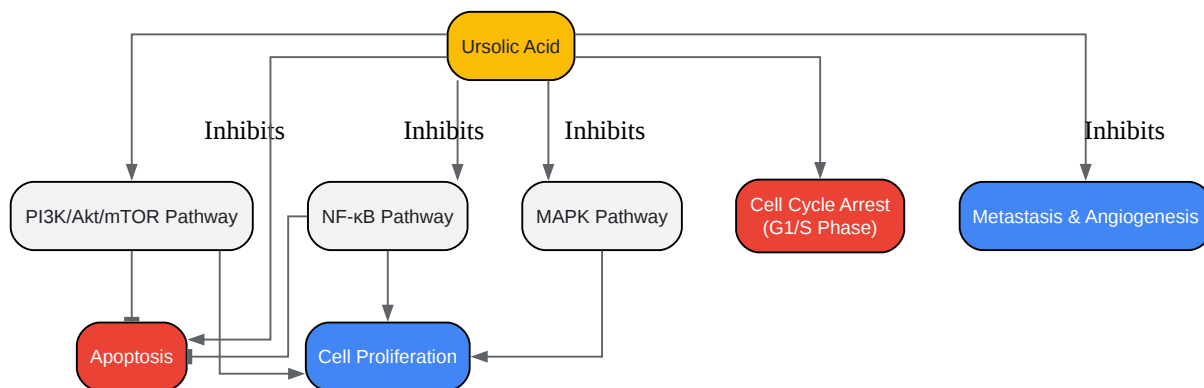 Ursolic Acid
Inhibits
Inhibits
Inhibits
Inhibits
PI3K/Akt/mTOR Pathway
NF-κB Pathway
MAPK Pathway
Cell Cycle Arrest
(G1/S Phase)
Metastasis & Angiogenesis
Apoptosis
Cell Proliferation